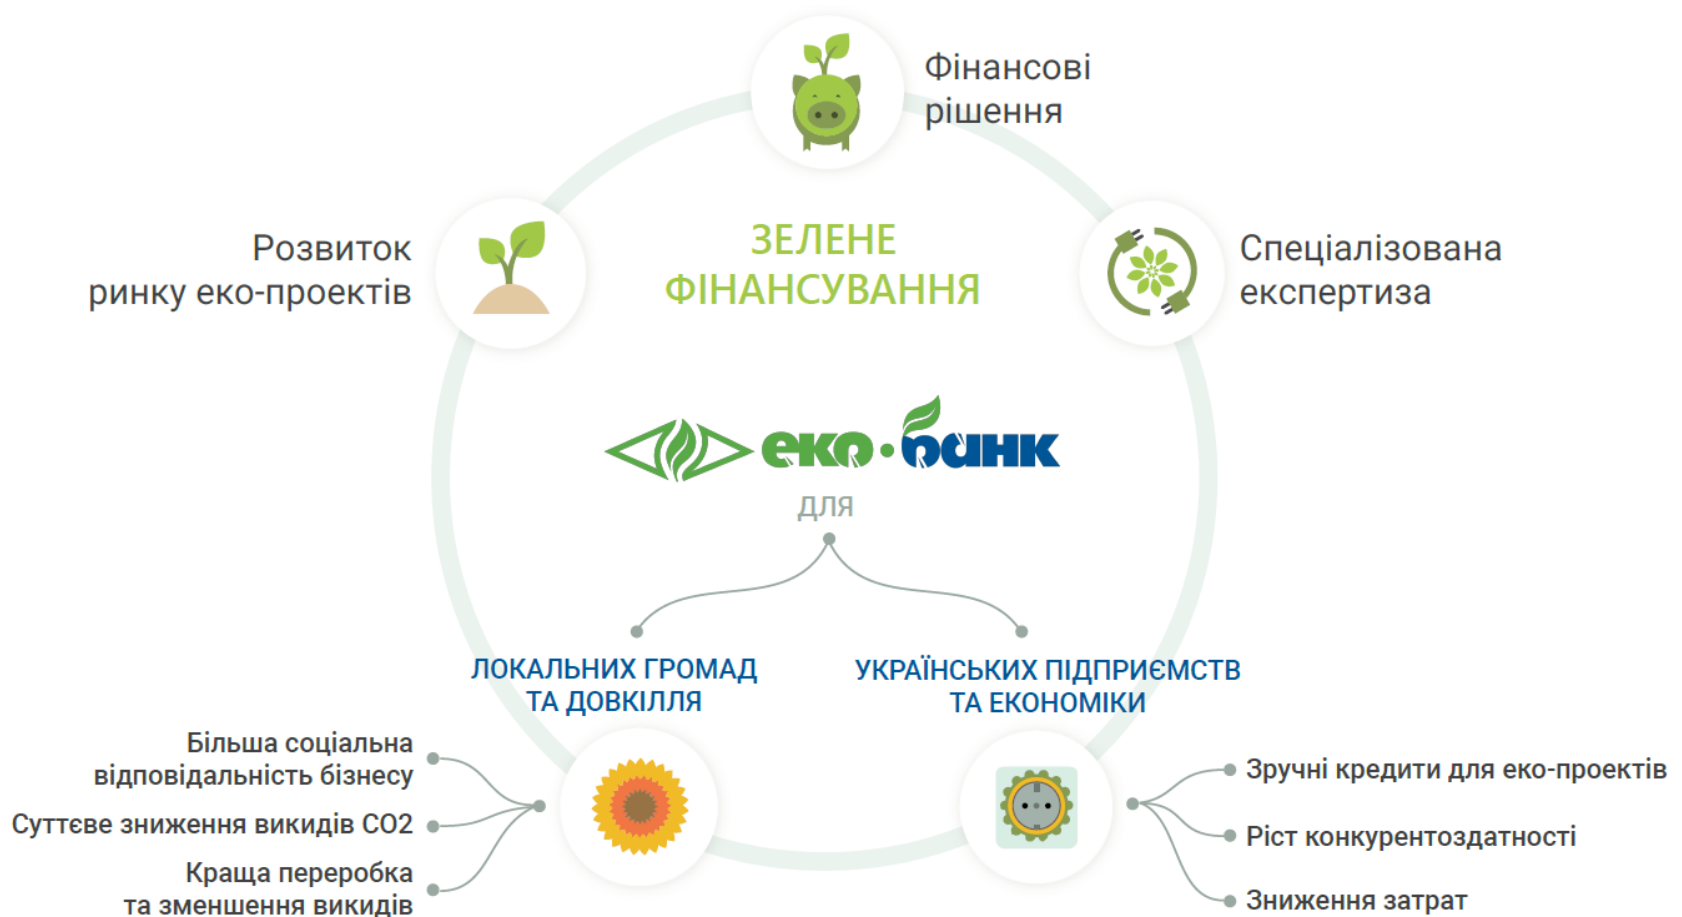 Фінансові
рішення
Розвиток
ринку еко-проектів
ЗЕЛЕНЕ
ФІНАНСУВАННЯ
Спеціалізована
експертиза
еко·банк
для
ЛОКАЛЬНИХ ГРОМАД
ТА ДОВКІЛЛЯ
УКРАЇНСЬКИХ ПІДПРИЄМСТВ
ТА ЕКОНОМІКИ
Більша соціальна
відповідальність бізнесу
Суттєве зниження викидів CO2
Краща переробка
та зменшення викидів
Зручні кредити для еко-проектів
Ріст конкурентоздатності
Зниження затрат